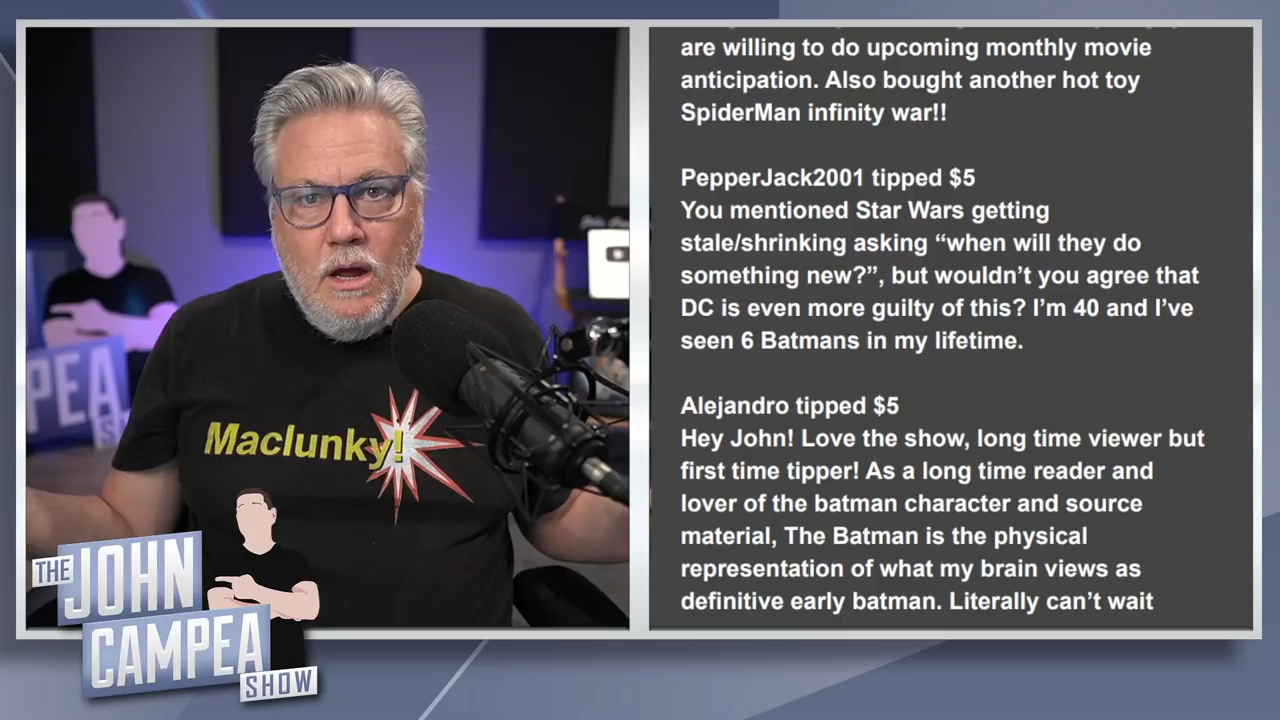 are willing to do upcoming monthly movie
anticipation. Also bought another hot toy
SpiderMan infinity war!!
PepperJack2001 tipped $5
You mentioned Star Wars getting
stale/shrinking asking “when will they do
something new?”, but wouldn’t you agree that
DC is even more guilty of this? I’m 40 and I’ve
seen 6 Batmans in my lifetime.
Alejandro tipped $5
Hey John! Love the show, long time viewer but
first time tipper! As a long time reader and
lover of the batman character and source
material, The Batman is the physical
representation of what my brain views as
definitive early batman. Literally can’t wait
Maclunky!
THE
JOHN
CAMPEA
SHOW
PEA